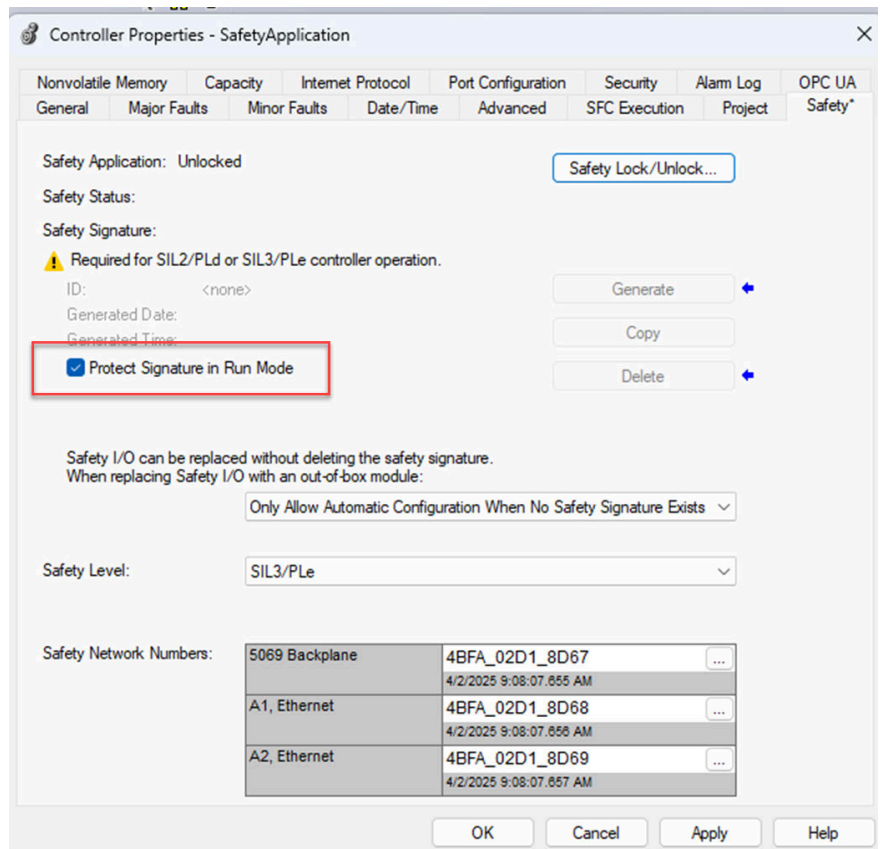 Controller Properties - SafetyApplication
Nonvolatile Memory Capacity Internet Protocol Port Configuration Security Alarm Log OPC UA
General Major Faults Minor Faults Date/Time Advanced SFC Execution Project Safety*
Safety Application: Unlocked
Safety Lock/Unlock...
Safety Status:
Safety Signature:
Required for SIL2/PLd or SIL3/PLe controller operation.
ID: <none>
Generate
Generated Date:
Generated Time:
Copy
Protect Signature in Run Mode
Delete
Safety I/O can be replaced without deleting the safety signature.
When replacing Safety I/O with an out-of-box module:
Only Allow Automatic Configuration When No Safety Signature Exists
Safety Level: SIL3/PLe
Safety Network Numbers:
5069 Backplane 4BFA_02D1_8D67 ...
4/2/2025 9:08:07.655 AM
A1, Ethernet 4BFA_02D1_8D68 ...
4/2/2025 9:08:07.656 AM
A2, Ethernet 4BFA_02D1_8D69 ...
4/2/2025 9:08:07.657 AM
OK Cancel Apply Help